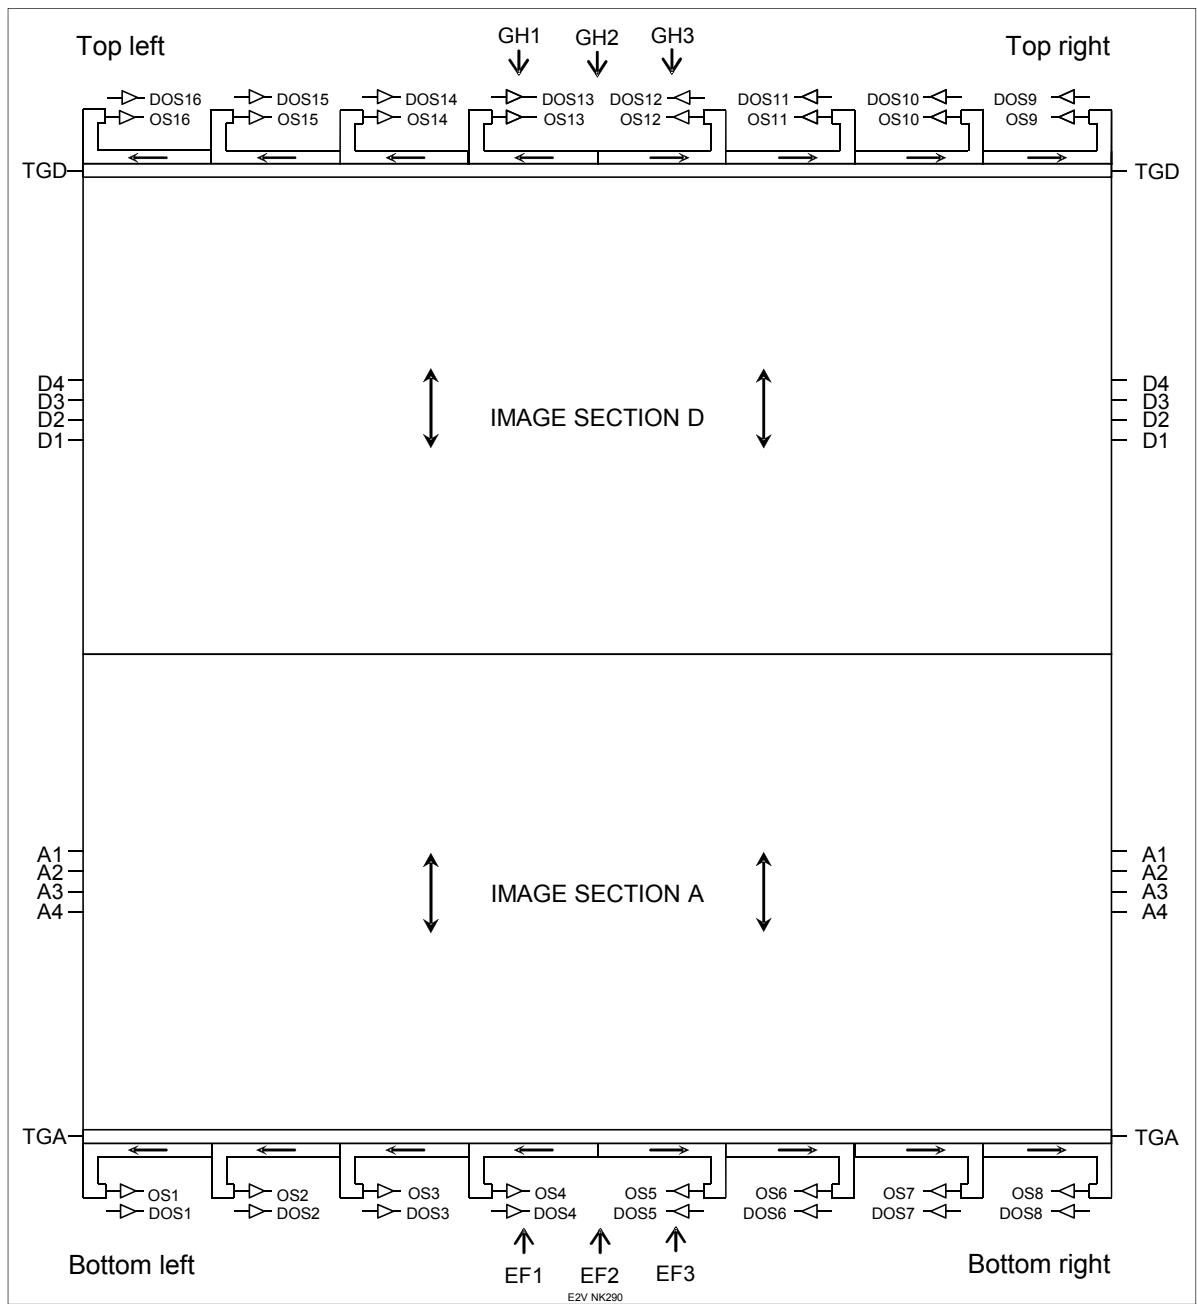 Top left GH1 GH2 GH3 Top right
DOS16 DOS15 DOS14 DOS13 DOS12 DOS11 DOS10 DOS9
OS16 OS15 OS14 OS13 OS12 OS11 OS10 OS9
TGD TGD
D4 D4
D3 D3
D2 IMAGE SECTION D D2
D1 D1
A1 A1
A2 A2
A3 IMAGE SECTION A A3
A4 A4
TGA TGA
OS1 OS2 OS3 OS4 OS5 OS6 OS7 OS8
DOS1 DOS2 DOS3 DOS4 DOS5 DOS6 DOS7 DOS8
Bottom left EF1 EF2 EF3 Bottom right
E2V NK290